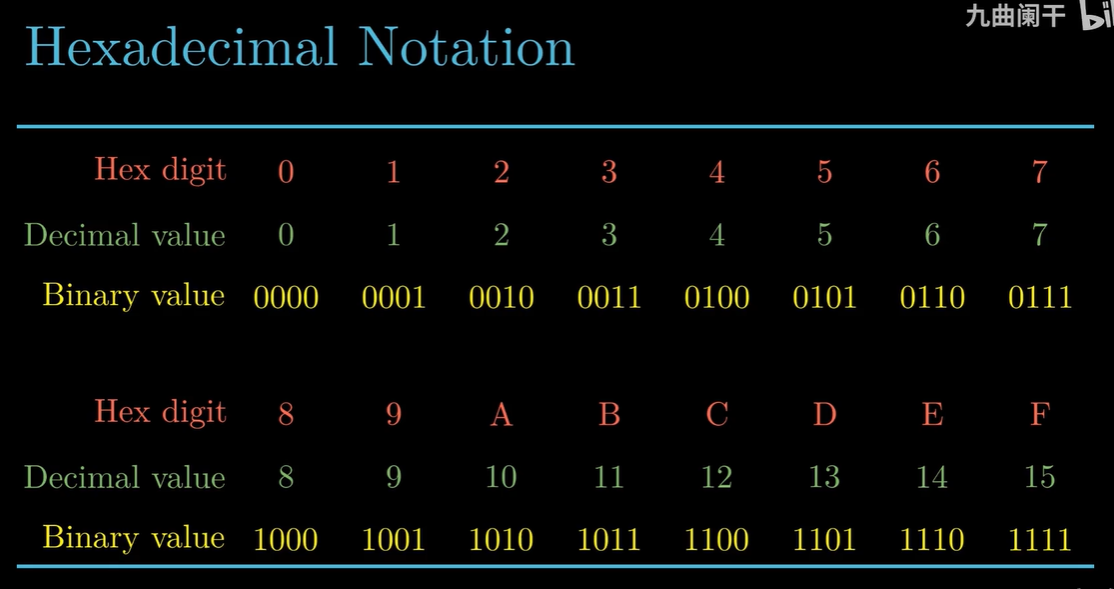 九曲阑干 bi
Hexadecimal Notation
Hex digit 0 1 2 3 4 5 6 7
Decimal value 0 1 2 3 4 5 6 7
Binary value 0000 0001 0010 0011 0100 0101 0110 0111
Hex digit 8 9 A B C D E F
Decimal value 8 9 10 11 12 13 14 15
Binary value 1000 1001 1010 1011 1100 1101 1110 1111